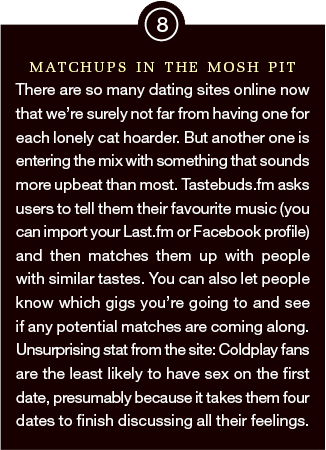 8
MATCHUPS IN THE MOSH PIT
There are so many dating sites online now
that we're surely not far from having one for
each lonely cat hoarder. But another one is
entering the mix with something that sounds
more upbeat than most. Tastebuds.fm asks
users to tell them their favourite music (you
can import your Last.fm or Facebook profile)
and then matches them up with people
with similar tastes. You can also let people
know which gigs you're going to and see
if any potential matches are coming along.
Unsurprising stat from the site: Coldplay fans
are the least likely to have sex on the first
date, presumably because it takes them four
dates to finish discussing all their feelings.